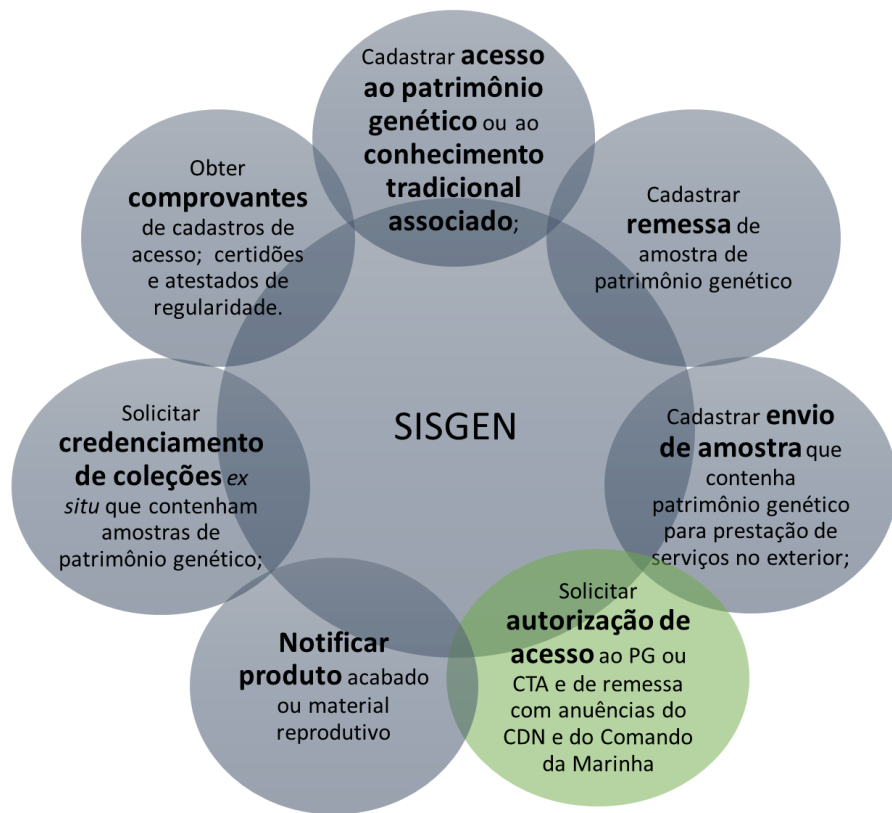 Cadastrar acesso
ao patrimônio
genético ou ao
conhecimento
tradicional
associado;
Cadastrar
remessa de
amostra de
patrimônio genético
Cadastrar envio
de amostra que
contenha
patrimônio genético
para prestação de
serviços no exterior;
Solicitar
autorização de
acesso ao PG ou
CTA e de remessa
com anuências do
CDN e do Comando
da Marinha
Notificar
produto acabado
ou material
reprodutivo
Solicitar
credenciamento
de coleções ex
situ que contenham
amostras de
patrimônio genético;
Obter
comprovantes
de cadastros de
acesso; certidões
e atestados de
regularidade.
SISGEN